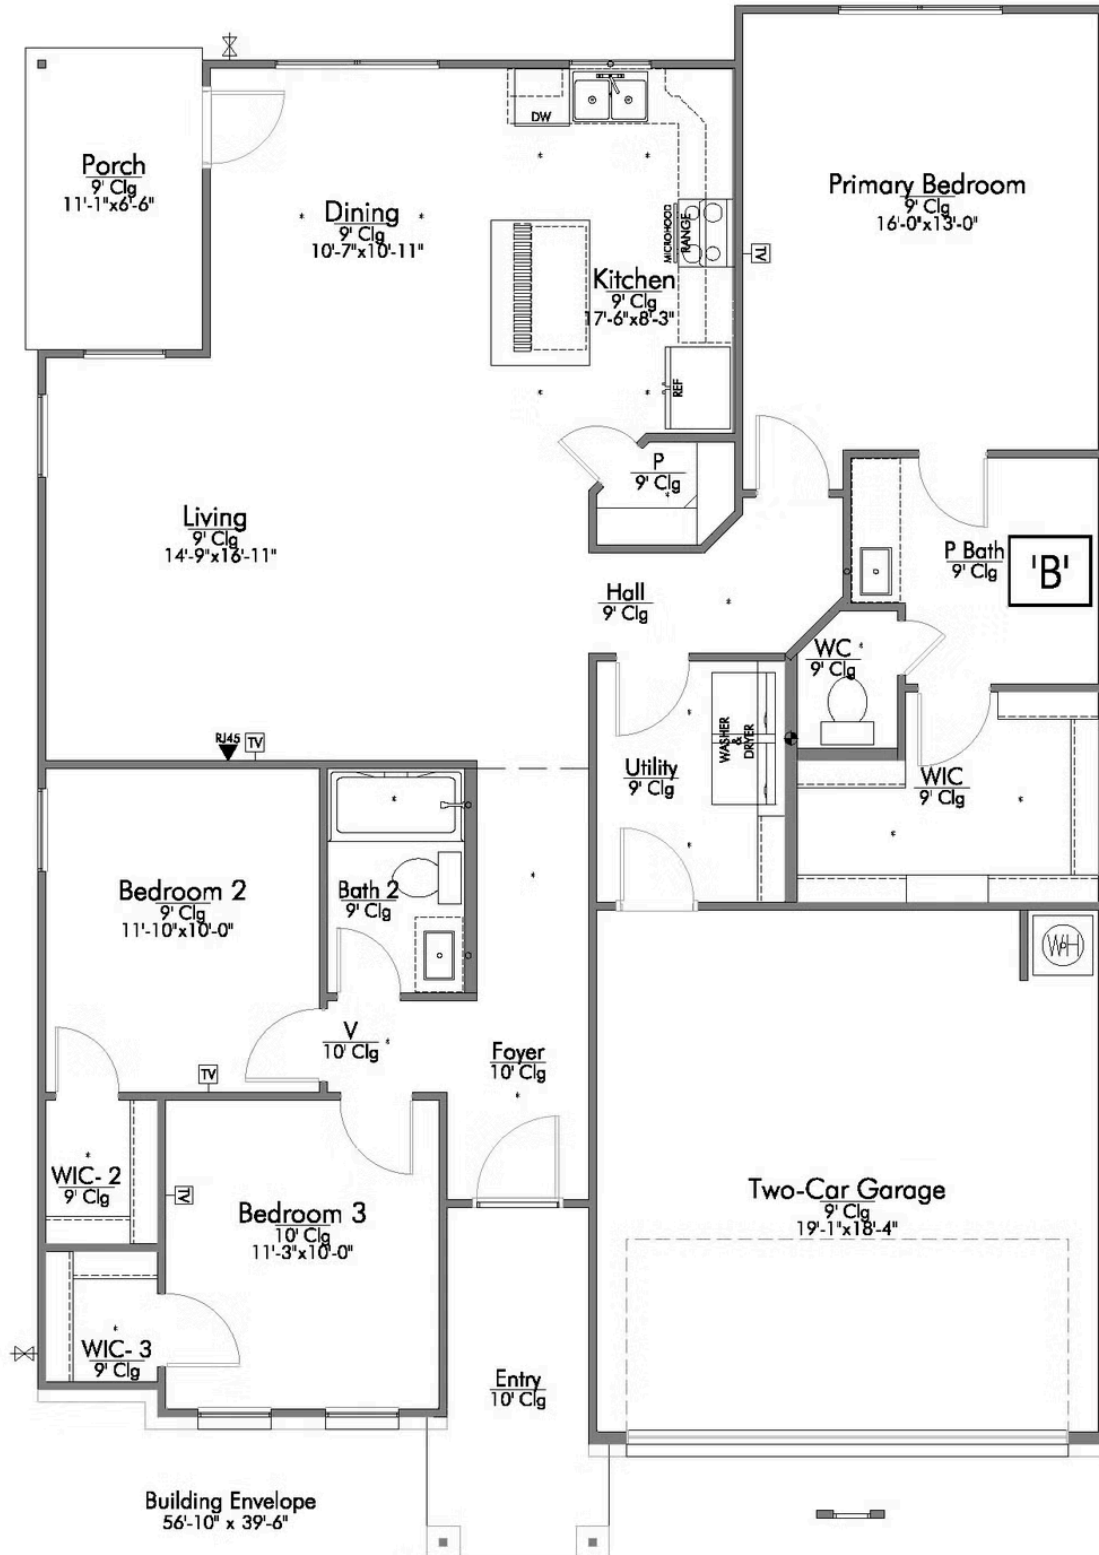 Porch
9' Clg
11'-1"x6'-6"
Dining
9' Clg
10'-7"x10'-11"
DW
MICROHOOD
RANGE
Kitchen
9' Clg
17'-6"x8'-3"
REF
Primary Bedroom
9' Clg
16'-0"x13'-0"
TV
P
9' Clg
Living
9' Clg
14'-9"x16'-11"
Hall
9' Clg
P Bath
9' Clg
'B'
WC
9' Clg
RJ45
TV
Utility
9' Clg
WASHER
&
DRYER
WIC
9' Clg
Bedroom 2
9' Clg
11'-10"x10'-0"
Bath 2
9' Clg
WH
V
10' Clg
TV
Foyer
10' Clg
WIC- 2
9' Clg
TV
Bedroom 3
10' Clg
11'-3"x10'-0"
Two-Car Garage
9' Clg
19'-1"x18'-4"
WIC- 3
9' Clg
Entry
10' Clg
Building Envelope
56'-10" x 39'-6"